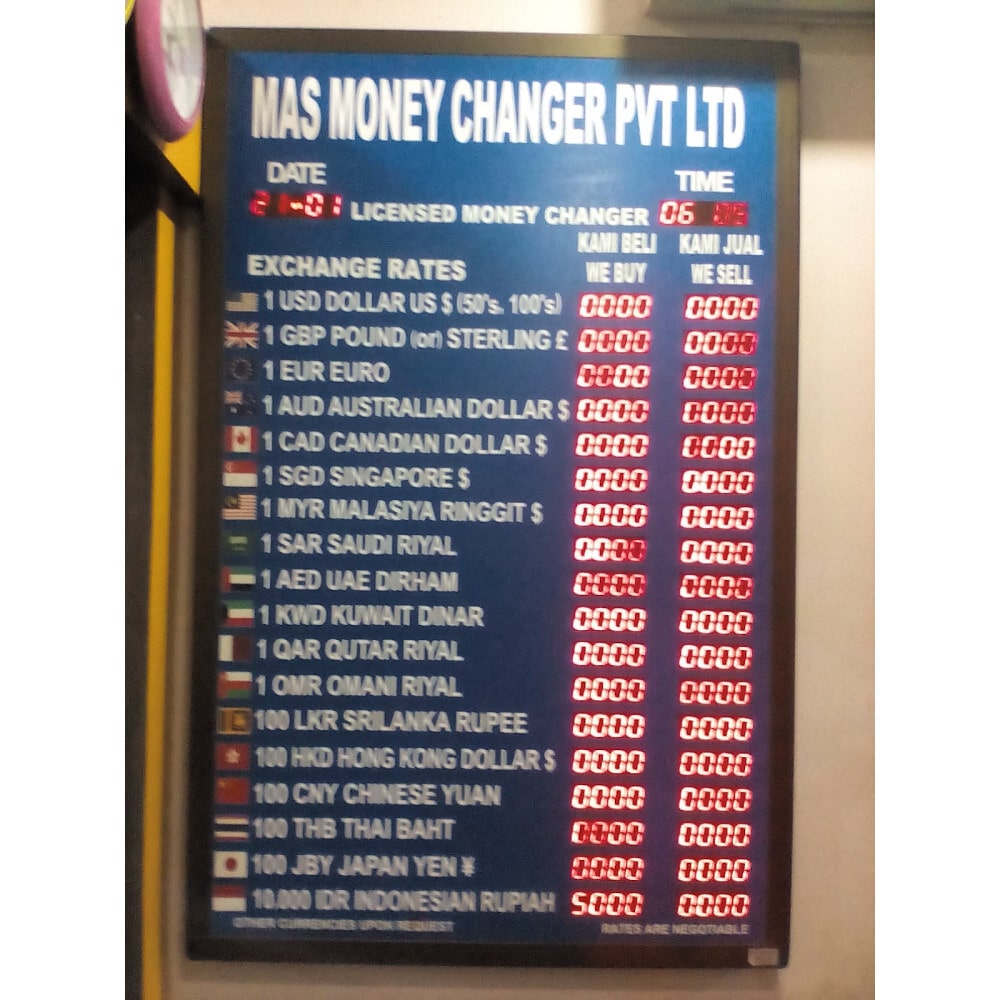 MAS MONEY CHANGER PVT LTD
DATE TIME
21-01 LICENSED MONEY CHANGER 06
KAMI BELI KAMI JUAL
EXCHANGE RATES WE BUY WE SELL
1 USD DOLLAR US $ (50's, 100's) 0000 0000
1 GBP POUND (or) STERLING £ 0000 0000
1 EUR EURO 0000 0000
1 AUD AUSTRALIAN DOLLAR $ 0000 0000
1 CAD CANADIAN DOLLAR $ 0000 0000
1 SGD SINGAPORE $ 0000 0000
1 MYR MALASIYA RINGGIT $ 0000 0000
1 SAR SAUDI RIYAL 0000 0000
1 AED UAE DIRHAM 0000 0000
1 KWD KUWAIT DINAR 0000 0000
1 QAR QUTAR RIYAL 0000 0000
1 OMR OMANI RIYAL 0000 0000
100 LKR SRILANKA RUPEE 0000 0000
100 HKD HONG KONG DOLLAR $ 0000 0000
100 CNY CHINESE YUAN 0000 0000
100 THB THAI BAHT 0000 0000
100 JBY JAPAN YEN ¥ 0000 0000
10,000 IDR INDONESIAN RUPIAH 5000 0000
OTHER CURRENCIES UPON REQUEST RATES ARE NEGOTIABLE